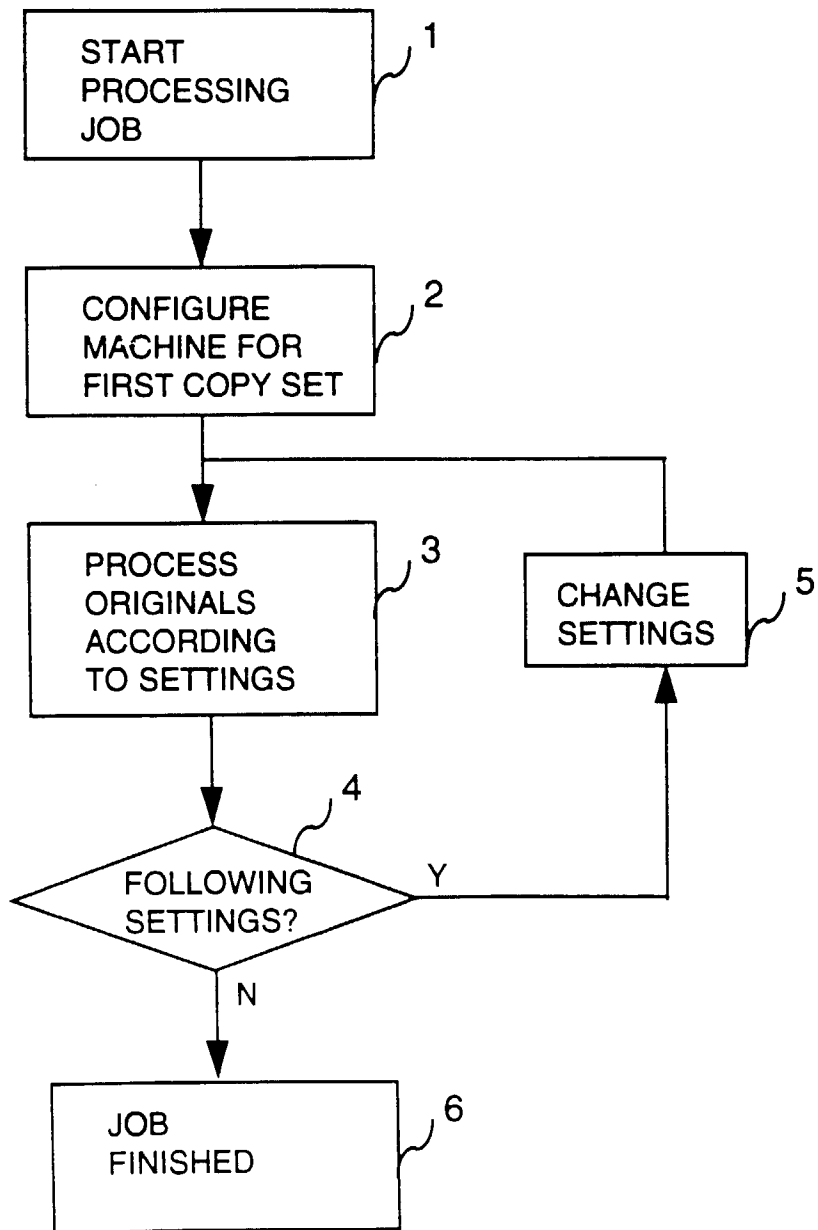 START
PROCESSING
JOB
1
CONFIGURE
MACHINE FOR
FIRST COPY SET
2
PROCESS
ORIGINALS
ACCORDING
TO SETTINGS
3
CHANGE
SETTINGS
5
FOLLOWING
SETTINGS?
4
Y
N
JOB
FINISHED
6